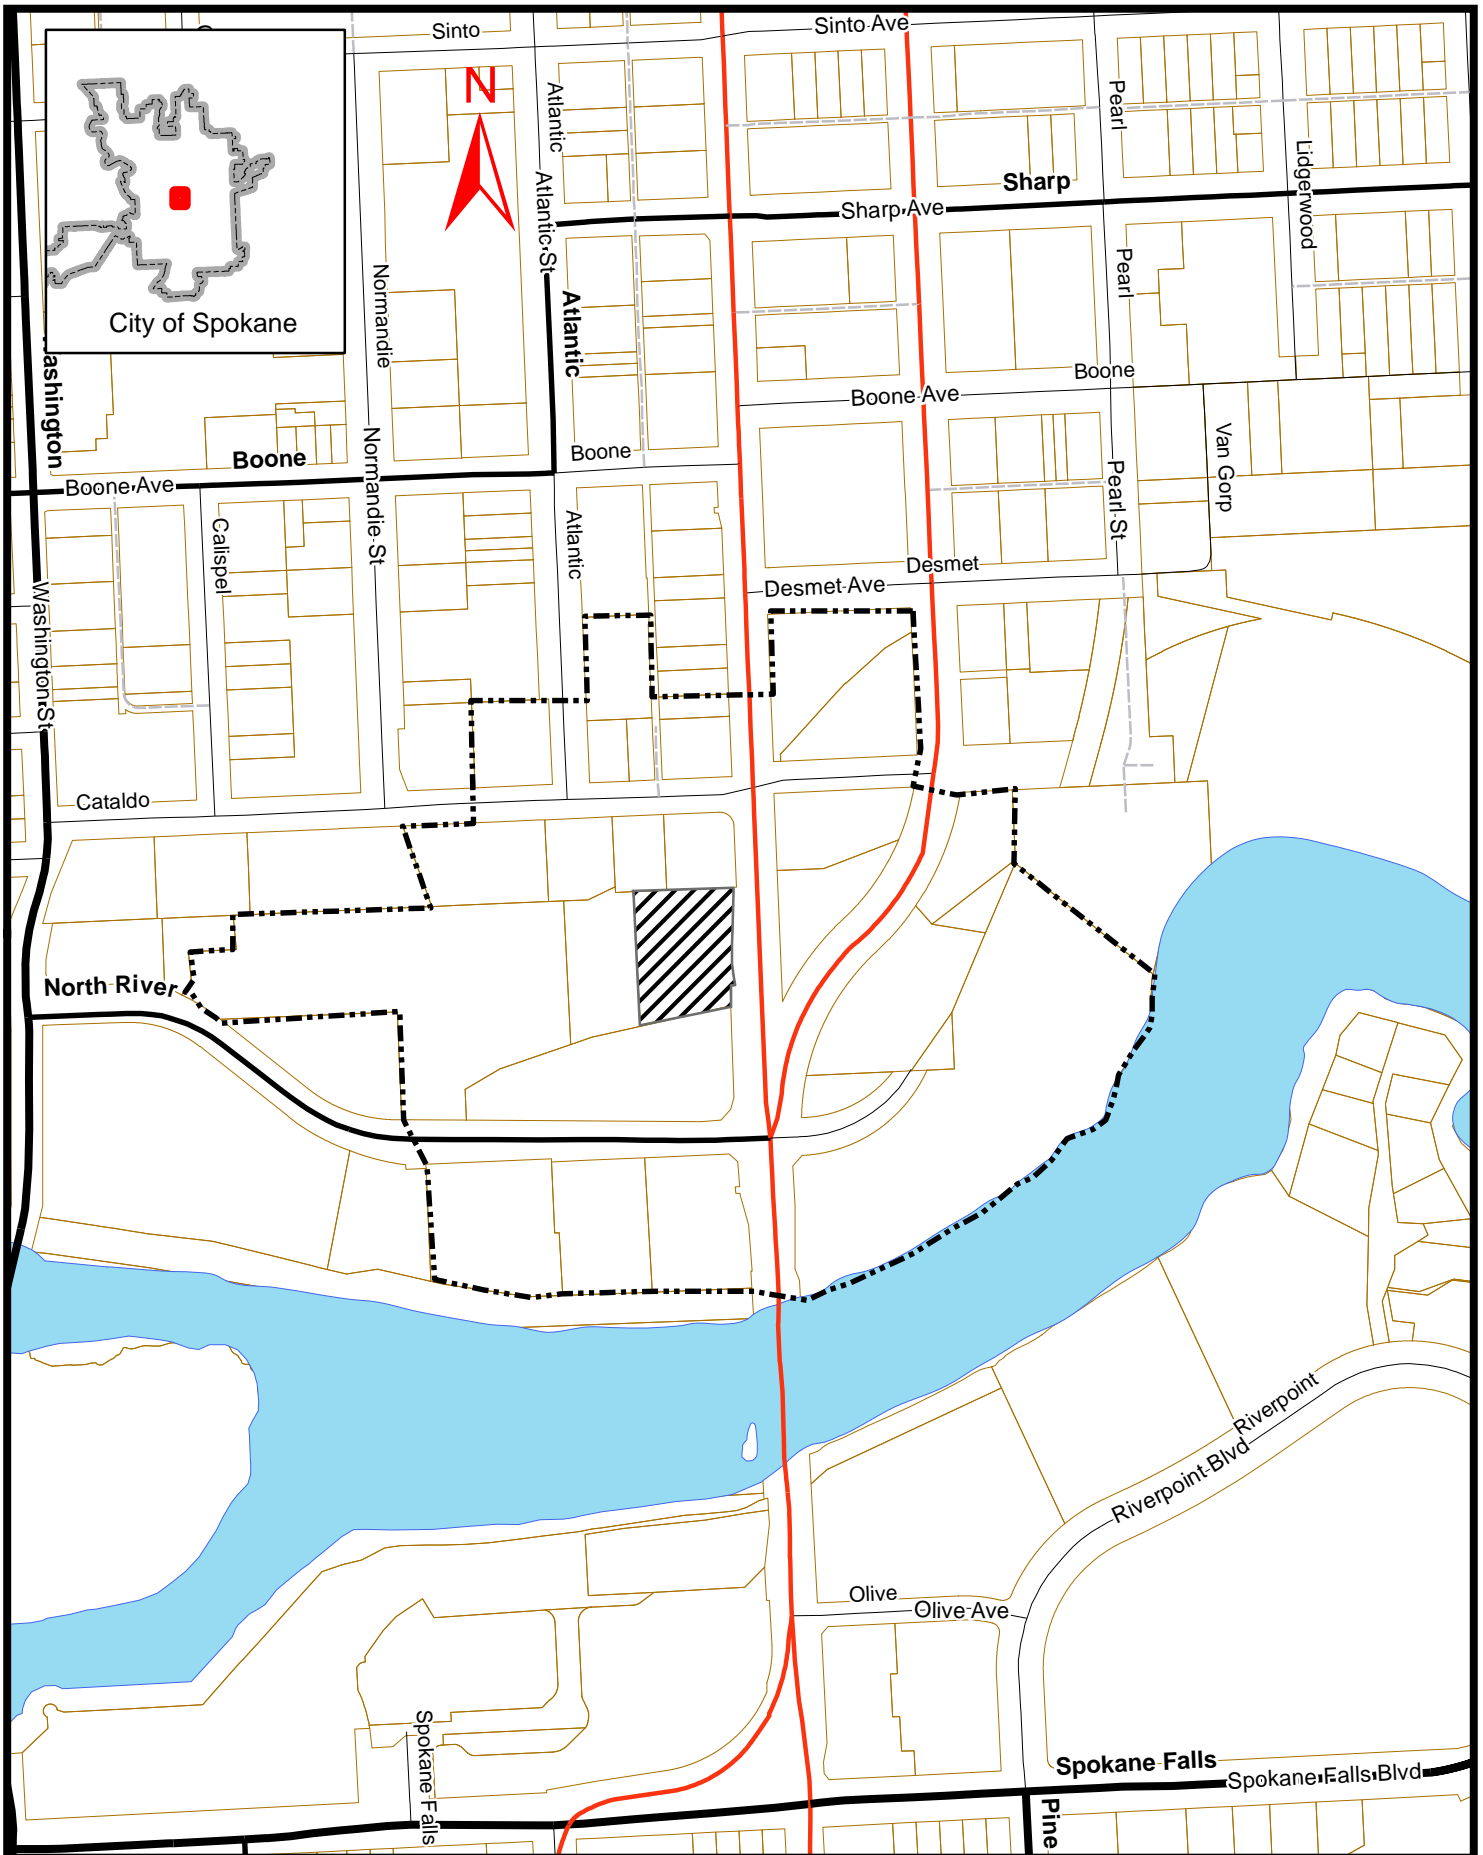 Sinto
Sinto Ave
N
Atlantic
Pearl
Lidgerwood
Sharp
Sharp Ave
Atlantic St
Pearl
Normandie
Atlantic
City of Spokane
Boone
Boone Ave
Washington
Boone
Boone
Boone Ave
Normandie St
Van Gorp
Pearl St
Calispel
Atlantic
Desmet
Desmet Ave
Washington St
Cataldo
North River
Riverpoint
Riverpoint Blvd
Olive
Olive Ave
Spokane Falls
Spokane Falls
Spokane Falls Blvd
Pine